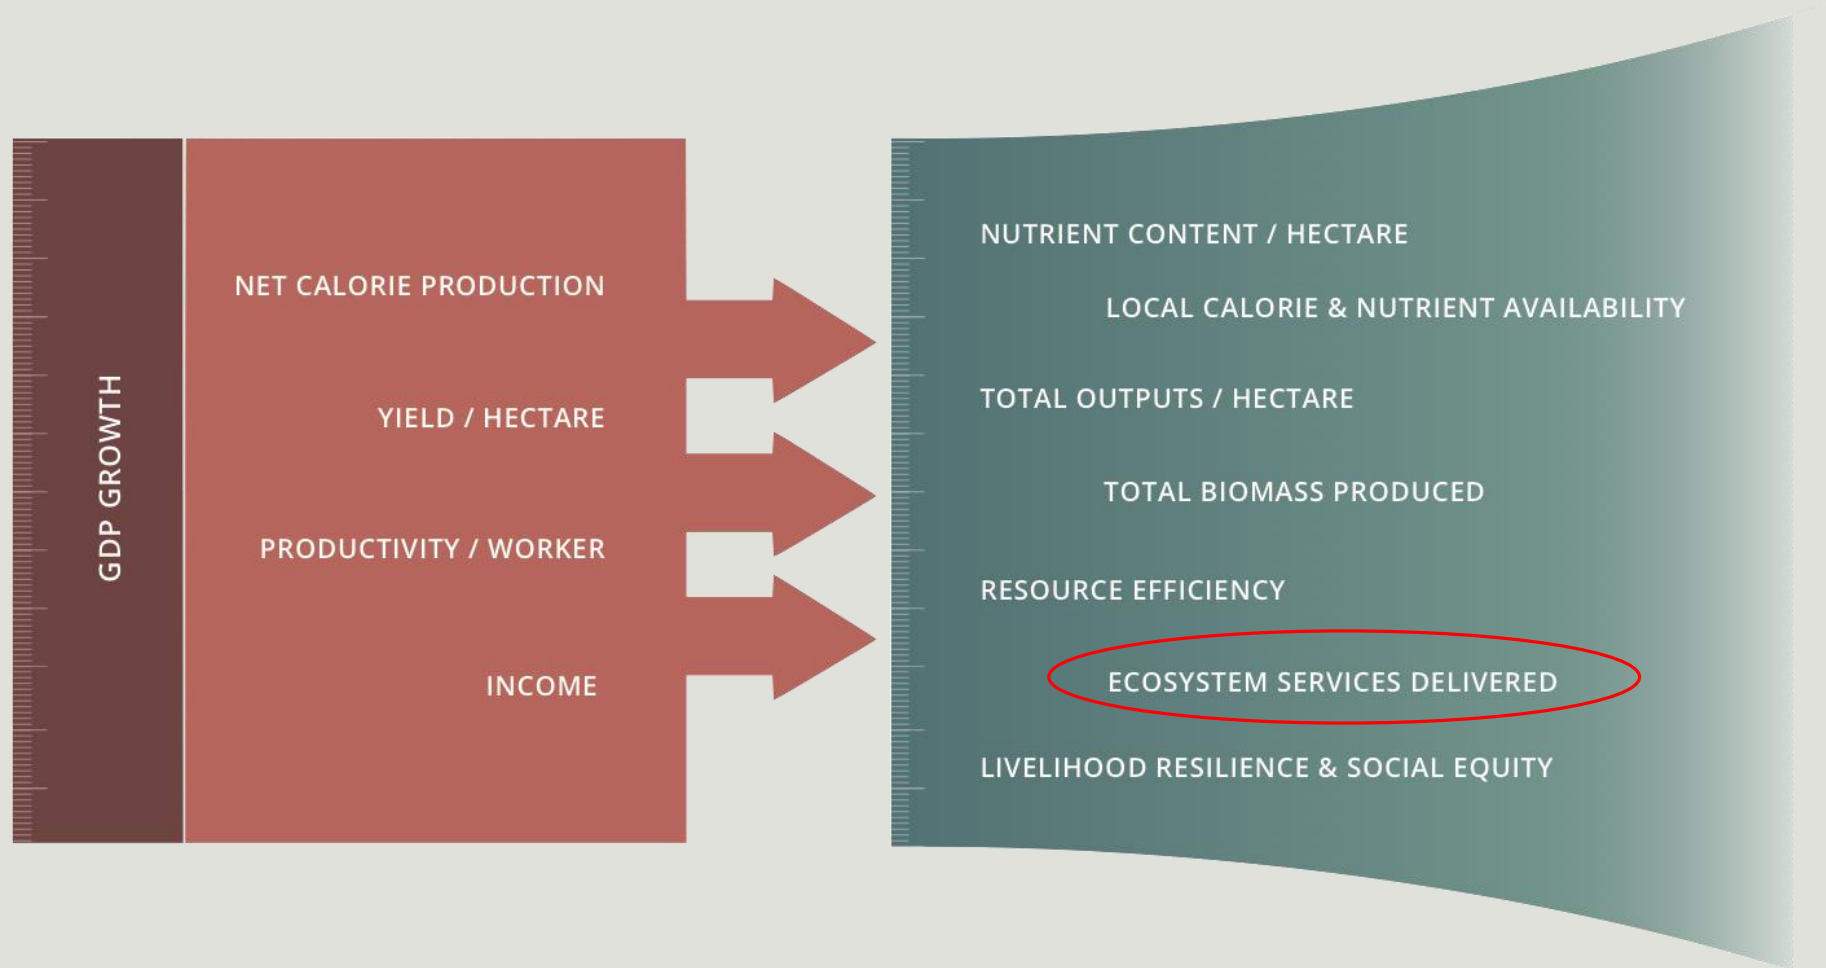 GDP GROWTH
NET CALORIE PRODUCTION
YIELD / HECTARE
PRODUCTIVITY / WORKER
INCOME
NUTRIENT CONTENT / HECTARE
LOCAL CALORIE & NUTRIENT AVAILABILITY
TOTAL OUTPUTS / HECTARE
TOTAL BIOMASS PRODUCED
RESOURCE EFFICIENCY
ECOSYSTEM SERVICES DELIVERED
LIVELIHOOD RESILIENCE & SOCIAL EQUITY